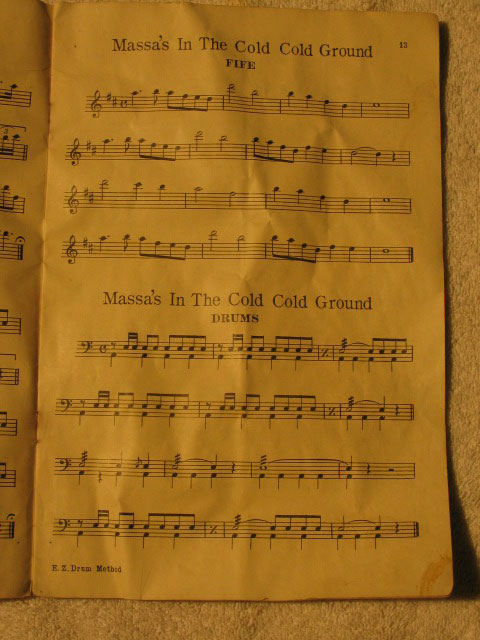 13
Massa's In The Cold Cold Ground
FIFE
Massa's In The Cold Cold Ground
DRUMS
E. Z. Drum Method